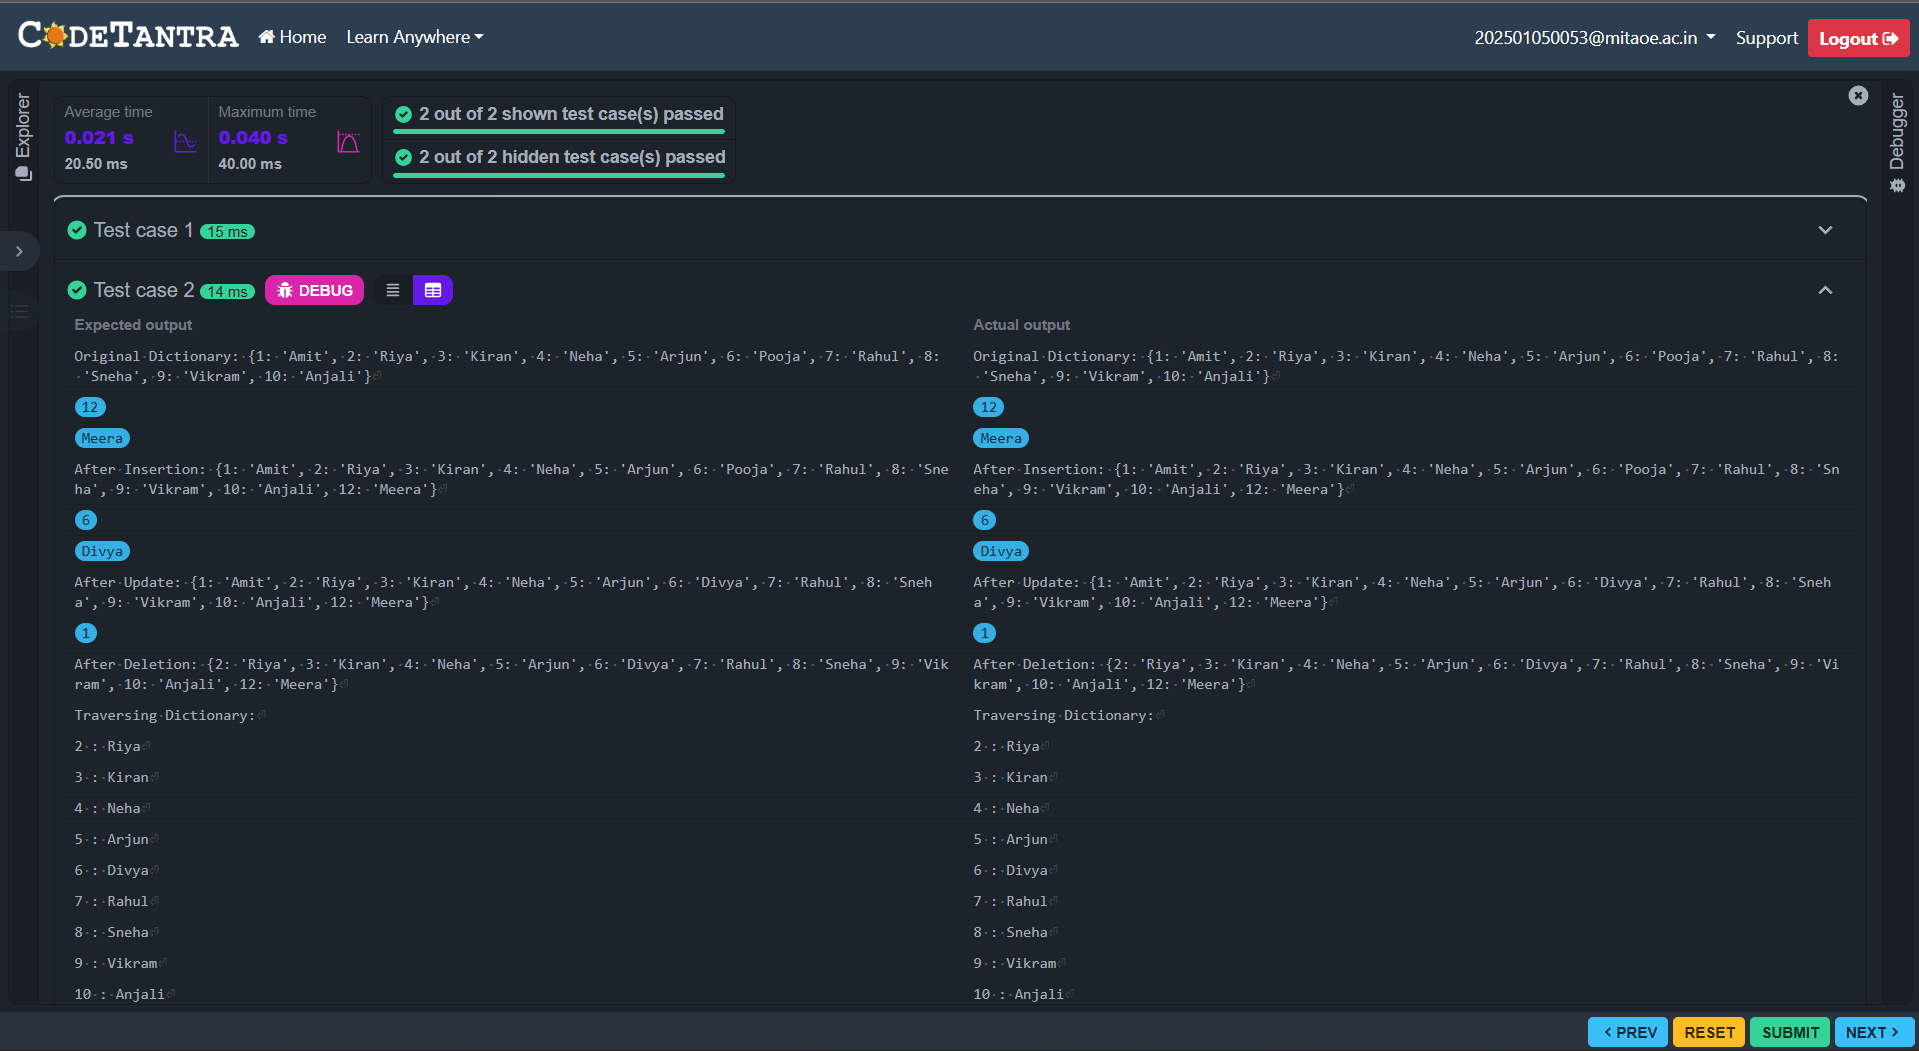 CODETANTRA Home Learn Anywhere 202501050053@mitaoe.ac.in Support Logout
Explorer
Debugger
Average time
0.021 s
20.50 ms
Maximum time
0.040 s
40.00 ms
2 out of 2 shown test case(s) passed
2 out of 2 hidden test case(s) passed
Test case 1 15 ms
Test case 2 14 ms DEBUG
Expected output
Original Dictionary: {1: 'Amit', 2: 'Riya', 3: 'Kiran', 4: 'Neha', 5: 'Arjun', 6: 'Pooja', 7: 'Rahul', 8:
'Sneha', 9: 'Vikram', 10: 'Anjali'}
12
Meera
After Insertion: {1: 'Amit', 2: 'Riya', 3: 'Kiran', 4: 'Neha', 5: 'Arjun', 6: 'Pooja', 7: 'Rahul', 8: 'Sne
ha', 9: 'Vikram', 10: 'Anjali', 12: 'Meera'}
6
Divya
After Update: {1: 'Amit', 2: 'Riya', 3: 'Kiran', 4: 'Neha', 5: 'Arjun', 6: 'Divya', 7: 'Rahul', 8: 'Sneh
a', 9: 'Vikram', 10: 'Anjali', 12: 'Meera'}
1
After Deletion: {2: 'Riya', 3: 'Kiran', 4: 'Neha', 5: 'Arjun', 6: 'Divya', 7: 'Rahul', 8: 'Sneha', 9: 'Vik
ram', 10: 'Anjali', 12: 'Meera'}
Traversing Dictionary:
2 : Riya
3 : Kiran
4 : Neha
5 : Arjun
6 : Divya
7 : Rahul
8 : Sneha
9 : Vikram
10 : Anjali
Actual output
Original Dictionary: {1: 'Amit', 2: 'Riya', 3: 'Kiran', 4: 'Neha', 5: 'Arjun', 6: 'Pooja', 7: 'Rahul', 8:
'Sneha', 9: 'Vikram', 10: 'Anjali'}
12
Meera
After Insertion: {1: 'Amit', 2: 'Riya', 3: 'Kiran', 4: 'Neha', 5: 'Arjun', 6: 'Pooja', 7: 'Rahul', 8: 'Sn
eha', 9: 'Vikram', 10: 'Anjali', 12: 'Meera'}
6
Divya
After Update: {1: 'Amit', 2: 'Riya', 3: 'Kiran', 4: 'Neha', 5: 'Arjun', 6: 'Divya', 7: 'Rahul', 8: 'Sneh
a', 9: 'Vikram', 10: 'Anjali', 12: 'Meera'}
1
After Deletion: {2: 'Riya', 3: 'Kiran', 4: 'Neha', 5: 'Arjun', 6: 'Divya', 7: 'Rahul', 8: 'Sneha', 9: 'Vi
kram', 10: 'Anjali', 12: 'Meera'}
Traversing Dictionary:
2 : Riya
3 : Kiran
4 : Neha
5 : Arjun
6 : Divya
7 : Rahul
8 : Sneha
9 : Vikram
10 : Anjali
PREV RESET SUBMIT NEXT